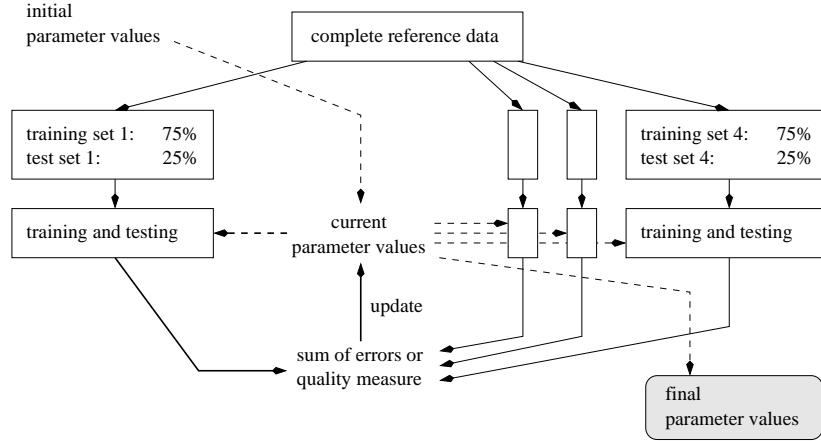 initial
parameter values
complete reference data
training set 1: 75%
test set 1: 25%
training set 4: 75%
test set 4: 25%
training and testing
current
parameter values
training and testing
update
sum of errors or
quality measure
final
parameter values